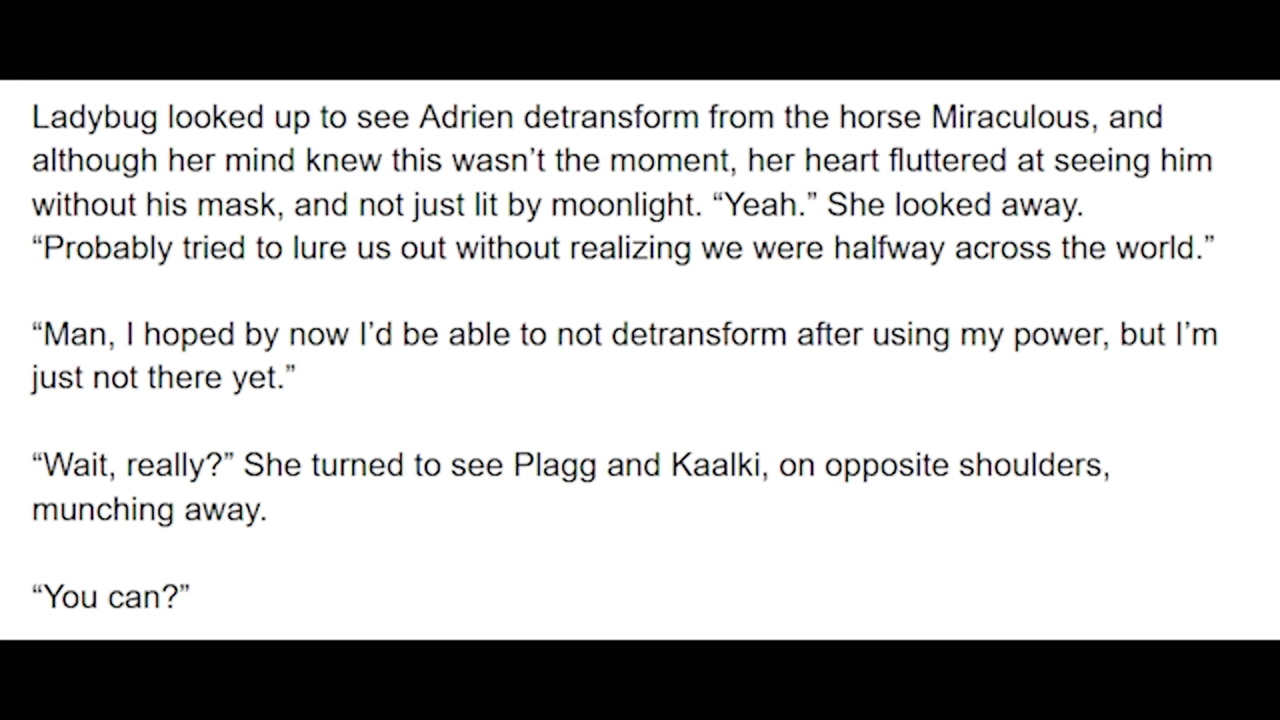 Ladybug looked up to see Adrien detransform from the horse Miraculous, and
although her mind knew this wasn’t the moment, her heart fluttered at seeing him
without his mask, and not just lit by moonlight. “Yeah.” She looked away.
“Probably tried to lure us out without realizing we were halfway across the world.”
“Man, I hoped by now I’d be able to not detransform after using my power, but I’m
just not there yet.”
“Wait, really?” She turned to see Plagg and Kaalki, on opposite shoulders,
munching away.
“You can?”